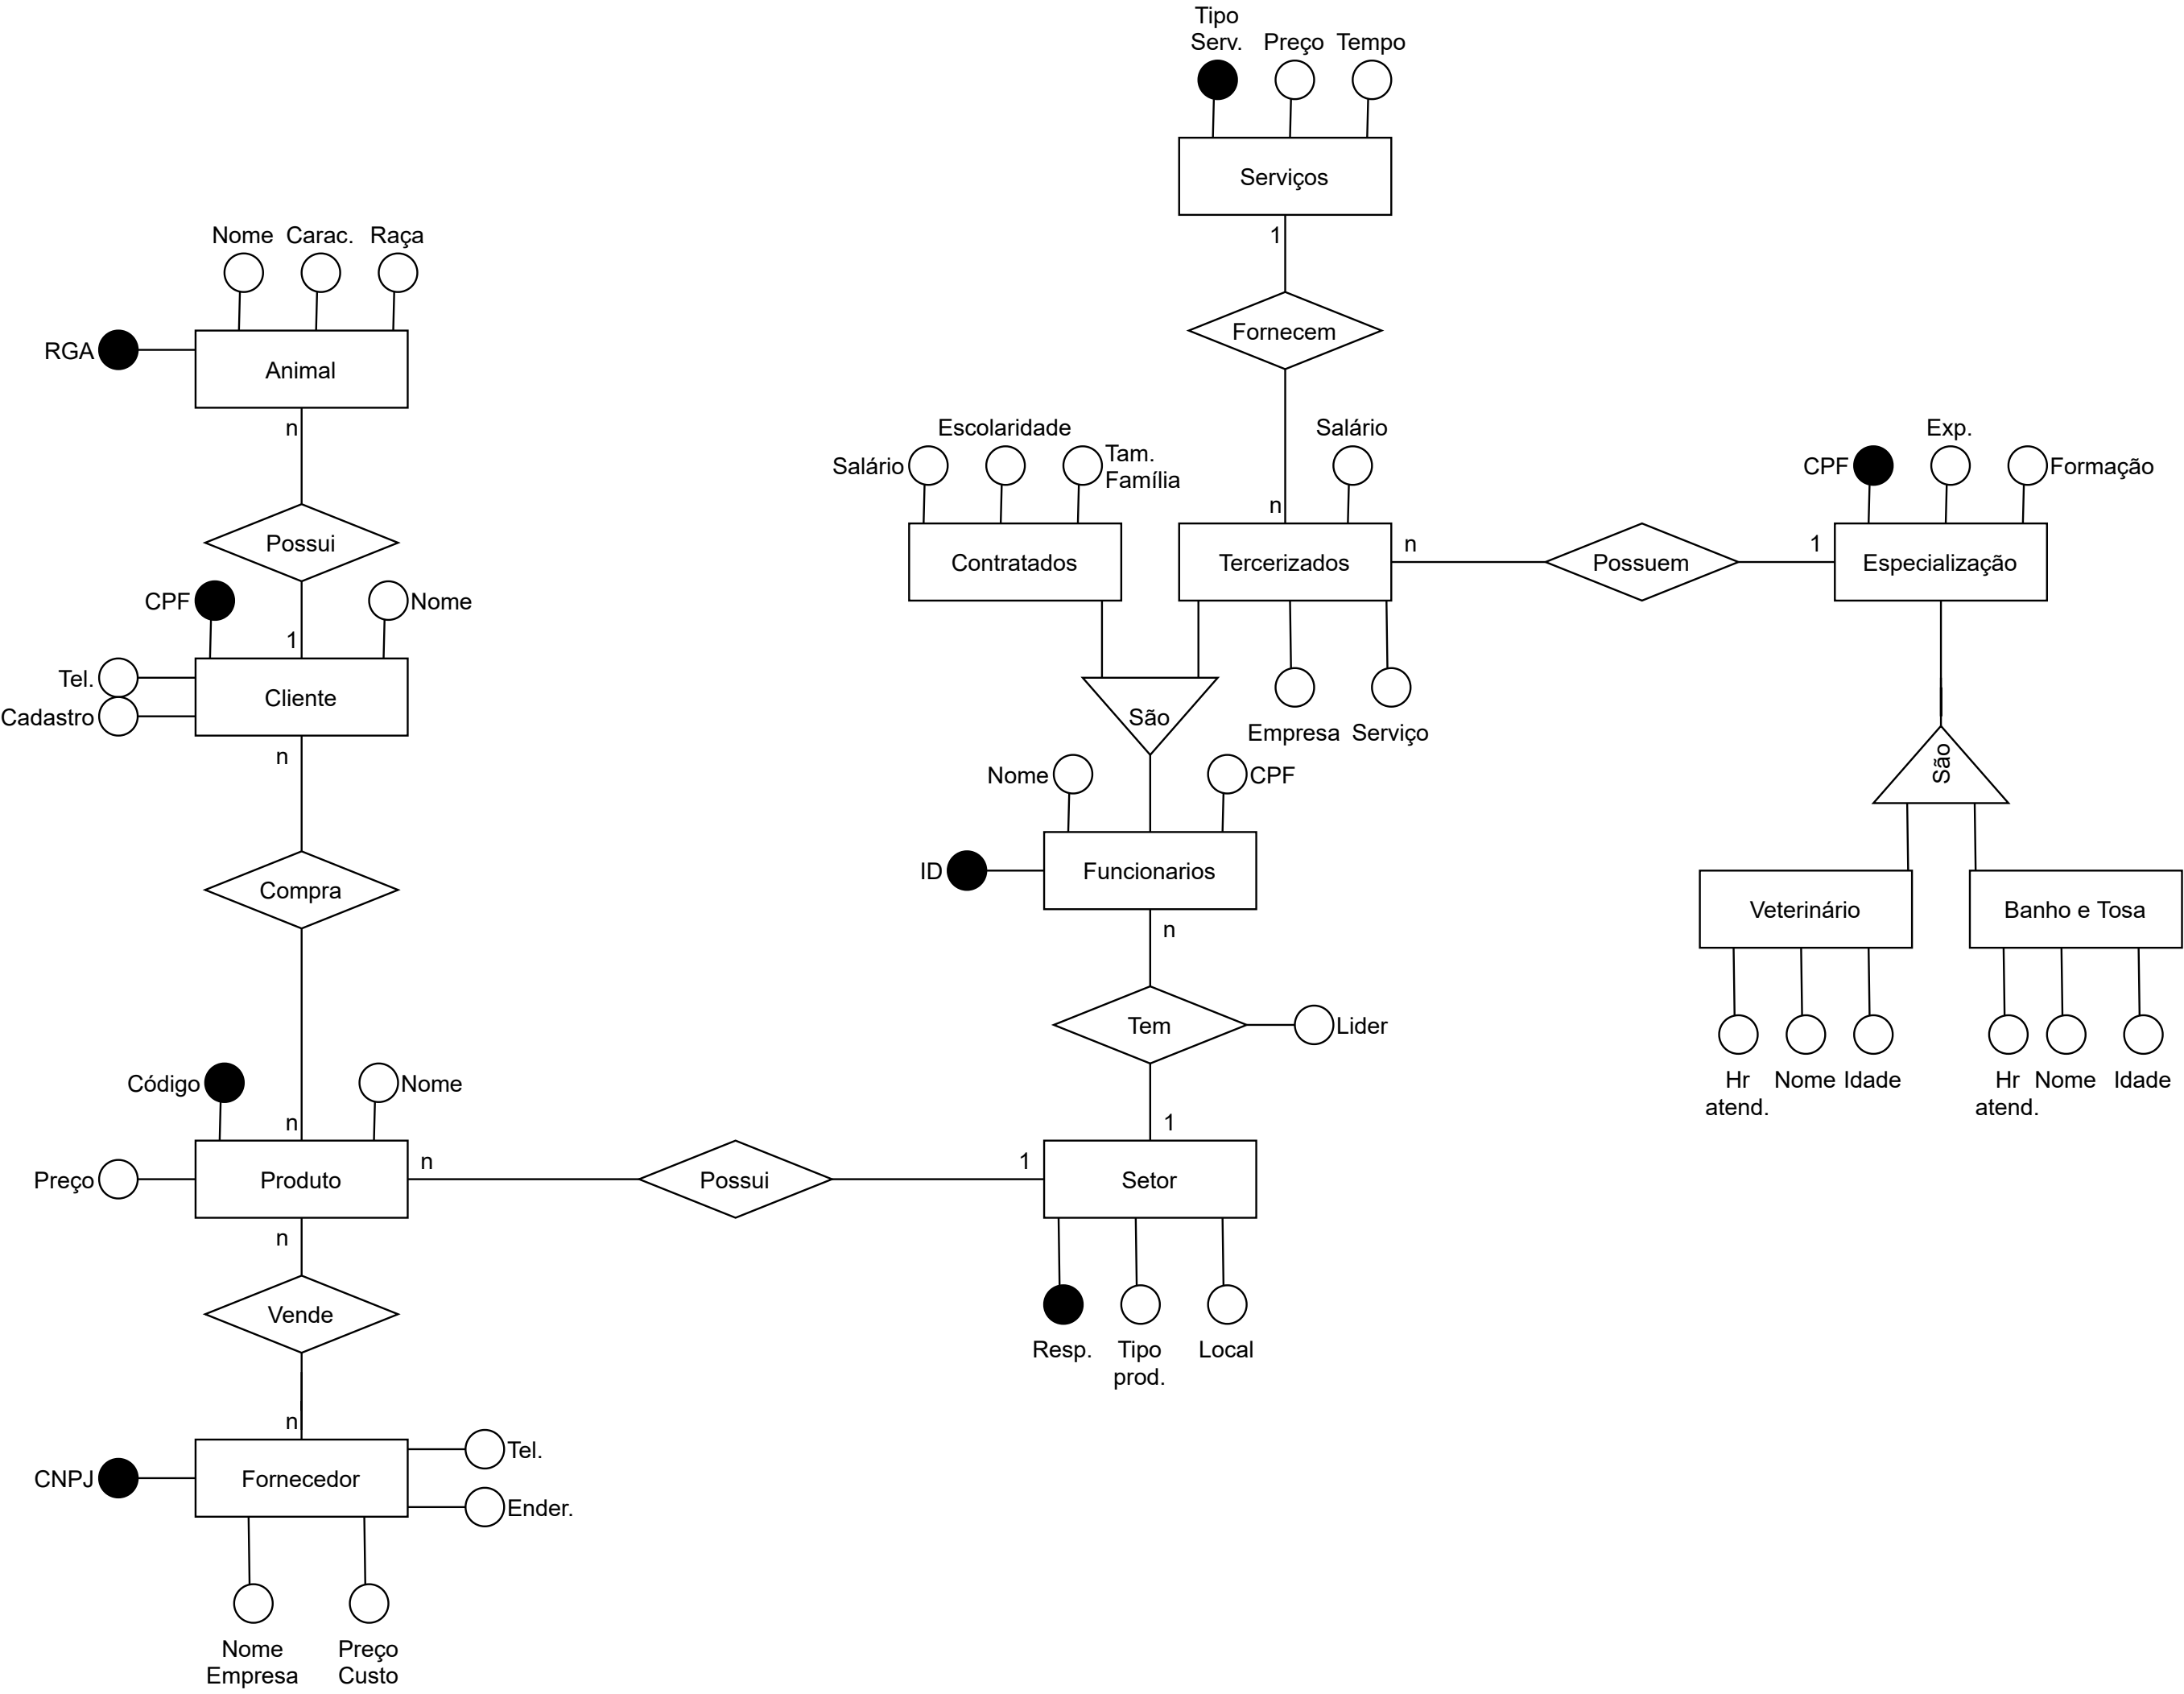 Tipo
Serv.
Preço
Tempo
Serviços
1
Fornecem
n
Nome
Carac.
Raça
RGA
Animal
n
Possui
1
CPF
Nome
Tel.
Cadastro
Cliente
n
Compra
n
Código
Nome
Preço
Produto
n
Possui
1
n
Vende
n
CNPJ
Fornecedor
Tel.
Ender.
Nome
Empresa
Preço
Custo
Salário
Escolaridade
Tam.
Família
Contratados
Salário
Tercerizados
Empresa
Serviço
n
Possuem
1
CPF
Exp.
Formação
Especialização
São
São
Nome
CPF
ID
Funcionarios
n
Tem
Lider
1
Setor
Resp.
Tipo
prod.
Local
Veterinário
Hr
atend.
Nome
Idade
Banho e Tosa
Hr
atend.
Nome
Idade